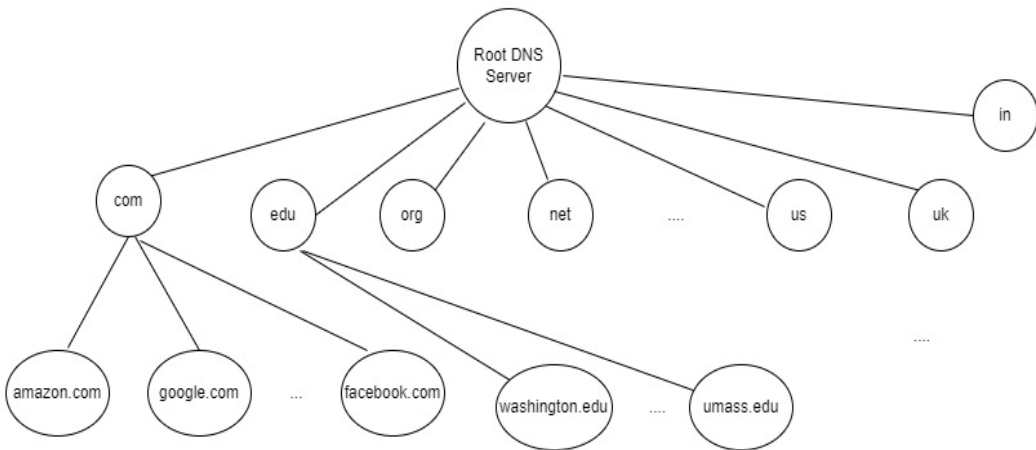 Root DNS
Server
in
com
edu
org
net
....
us
uk
....
amazon.com
google.com
...
facebook.com
washington.edu
....
umass.edu